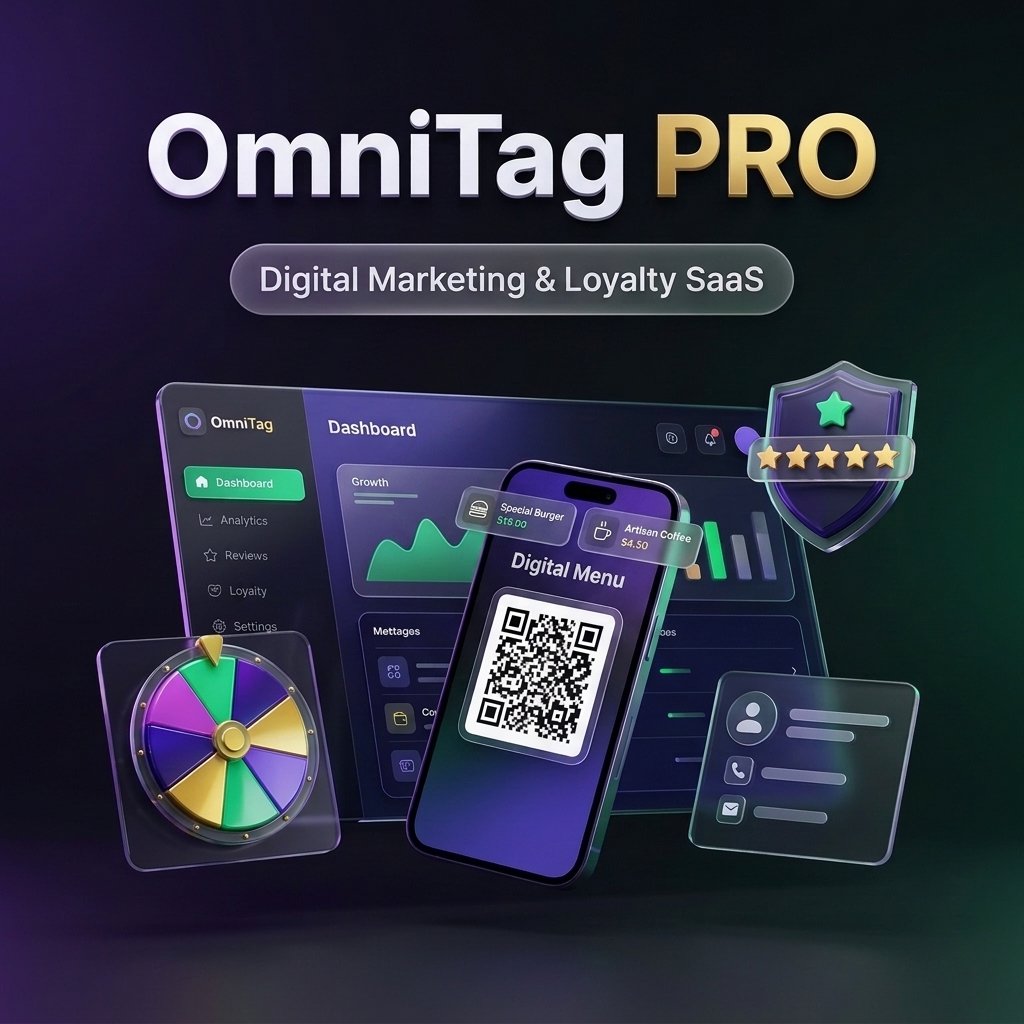 OmniTag PRO
Digital Marketing & Loyalty SaaS
OmniTag
Dashboard
Dashboard
Analytics
Reviews
Loyalty
Settings
Growth
Special Burger
Artisan Coffee
$4.50
Digital Menu
Mettages